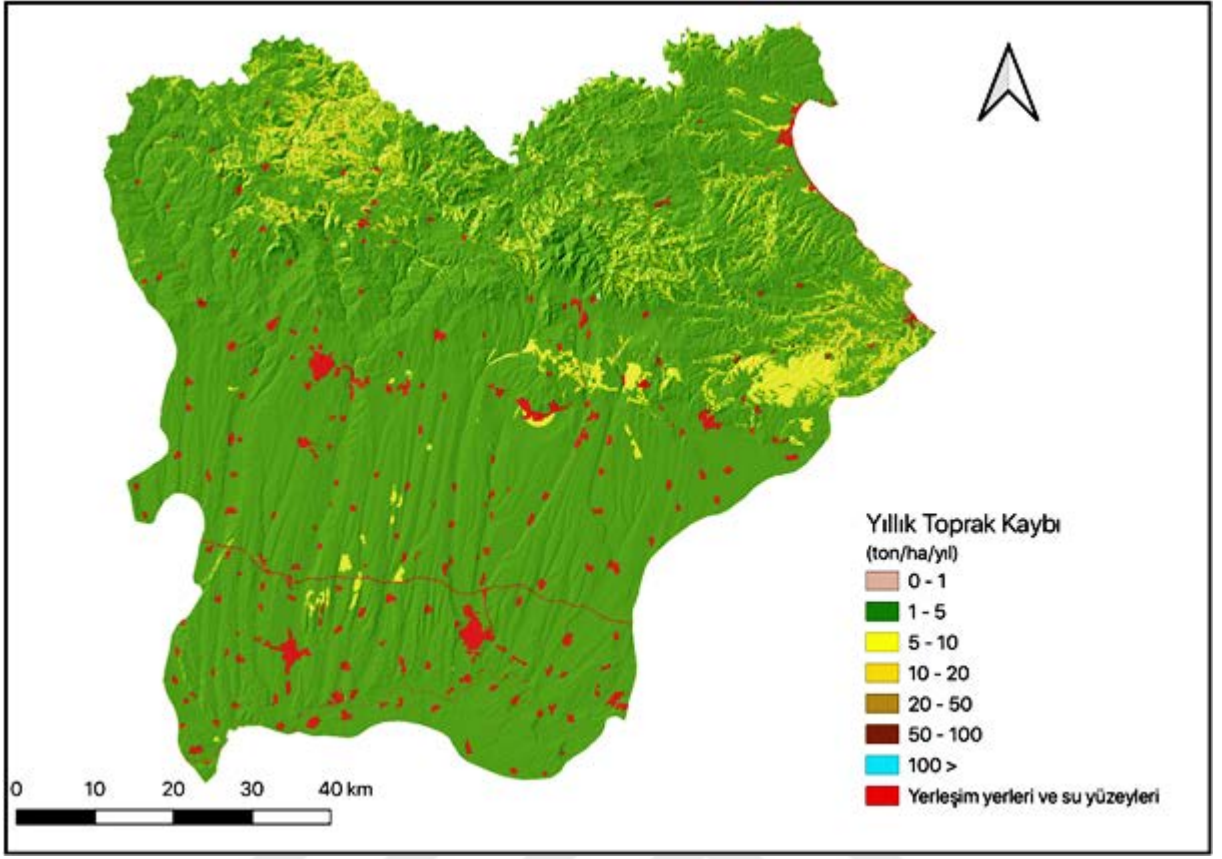 Yıllık Toprak Kaybı
(ton/ha/yıl)
0 - 1
1 - 5
5 - 10
10 - 20
20 - 50
50 - 100
100 >
Yerleşim yerleri ve su yüzeyleri
0 10 20 30 40 km